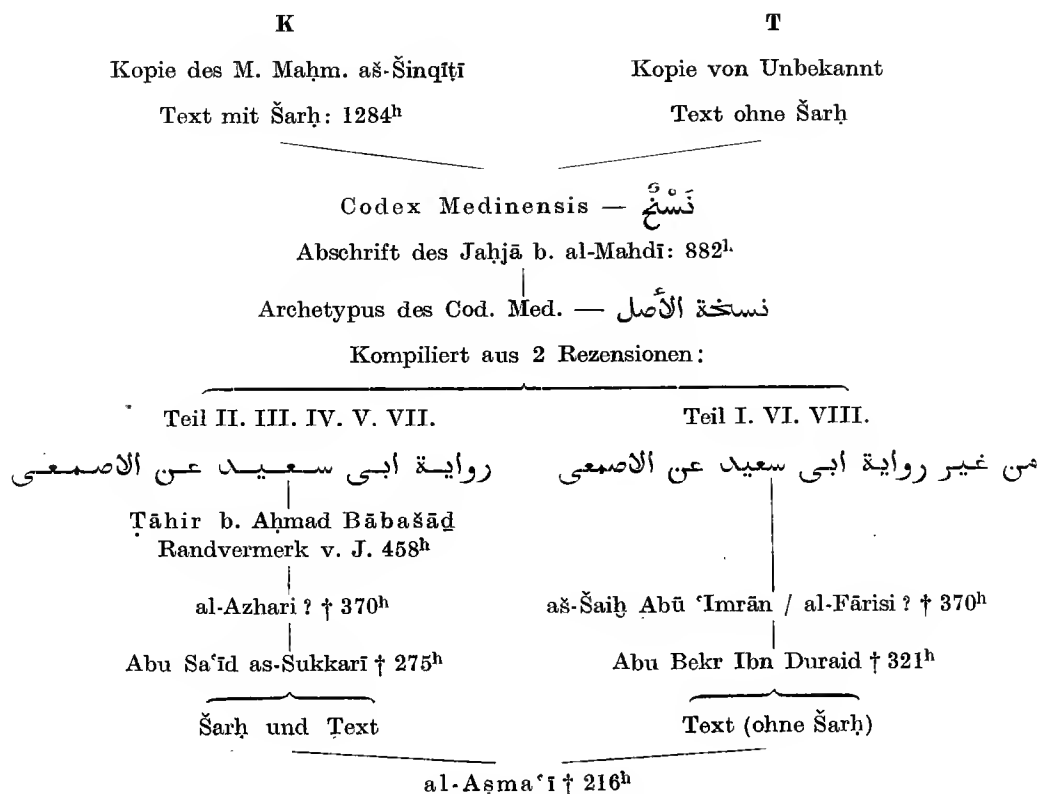 K T
Kopie des M. Maḥm. aš-Šinqīṭī Kopie von Unbekannt
Text mit Šarḥ: 1284ʰ Text ohne Šarḥ
Codex Medinensis — نَسْخٌ
Abschrift des Jaḥjā b. al-Mahdī: 882ʰ
Archetypus des Cod. Med. — نسخة الأصل
Kompiliert aus 2 Rezensionen:
Teil II. III. IV. V. VII. Teil I. VI. VIII.
رواية ابى سعيد عن الاصمعى من غير رواية ابى سعيد عن الاصمعى
Ṭāhir b. Aḥmad Bābašāḏ
Randvermerk v. J. 458ʰ
al-Azhari ? † 370ʰ aš-Šaiḫ Abū ʿImrān / al-Fārisi ? † 370ʰ
Abu Saʿīd as-Sukkarī † 275ʰ Abu Bekr Ibn Duraid † 321ʰ
Šarḥ und Text Text (ohne Šarḥ)
al-Aṣmaʿī † 216ʰ